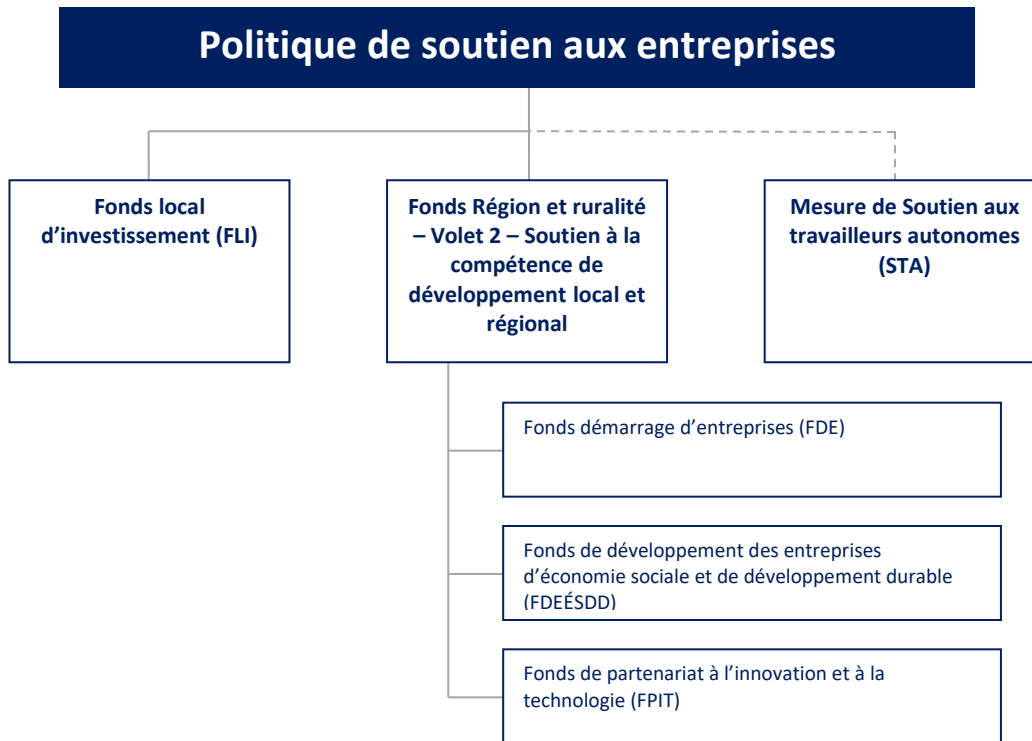 Politique de soutien aux entreprises
Fonds local
d’investissement (FLI)
Fonds Région et ruralité
– Volet 2 – Soutien à la
compétence de
développement local et
régional
Mesure de Soutien aux
travailleurs autonomes
(STA)
Fonds démarrage d’entreprises (FDE)
Fonds de développement des entreprises
d’économie sociale et de développement durable
(FDEÉSDD)
Fonds de partenariat à l’innovation et à la
technologie (FPIT)